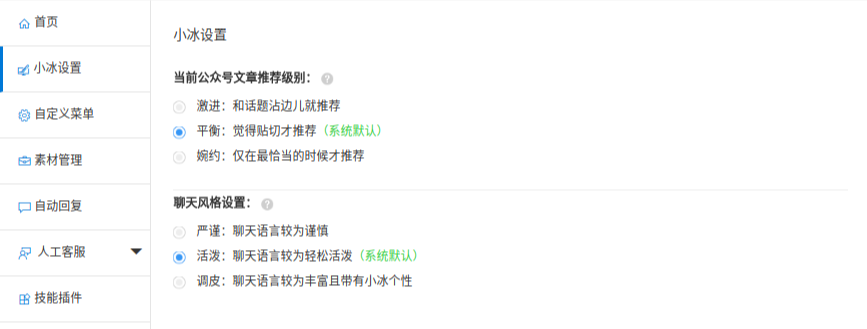 首页
小冰设置
自定义菜单
素材管理
自动回复
人工客服
技能插件
小冰设置
当前公众号文章推荐级别：
激进：和话题沾边儿就推荐
平衡：觉得贴切才推荐（系统默认）
婉约：仅在最恰当的时候才推荐
聊天风格设置：
严谨：聊天语言较为谨慎
活泼：聊天语言较为轻松活泼（系统默认）
调皮：聊天语言较为丰富且带有小冰个性